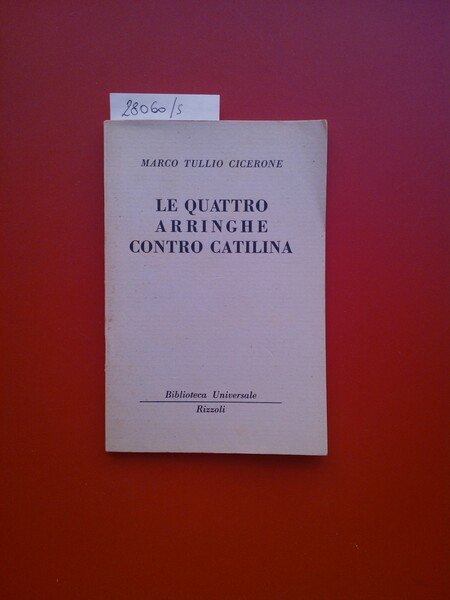 28060/s
MARCO TULLIO CICERONE
LE QUATTRO
ARRINGHE
CONTRO CATILINA
Biblioteca Universale
Rizzoli